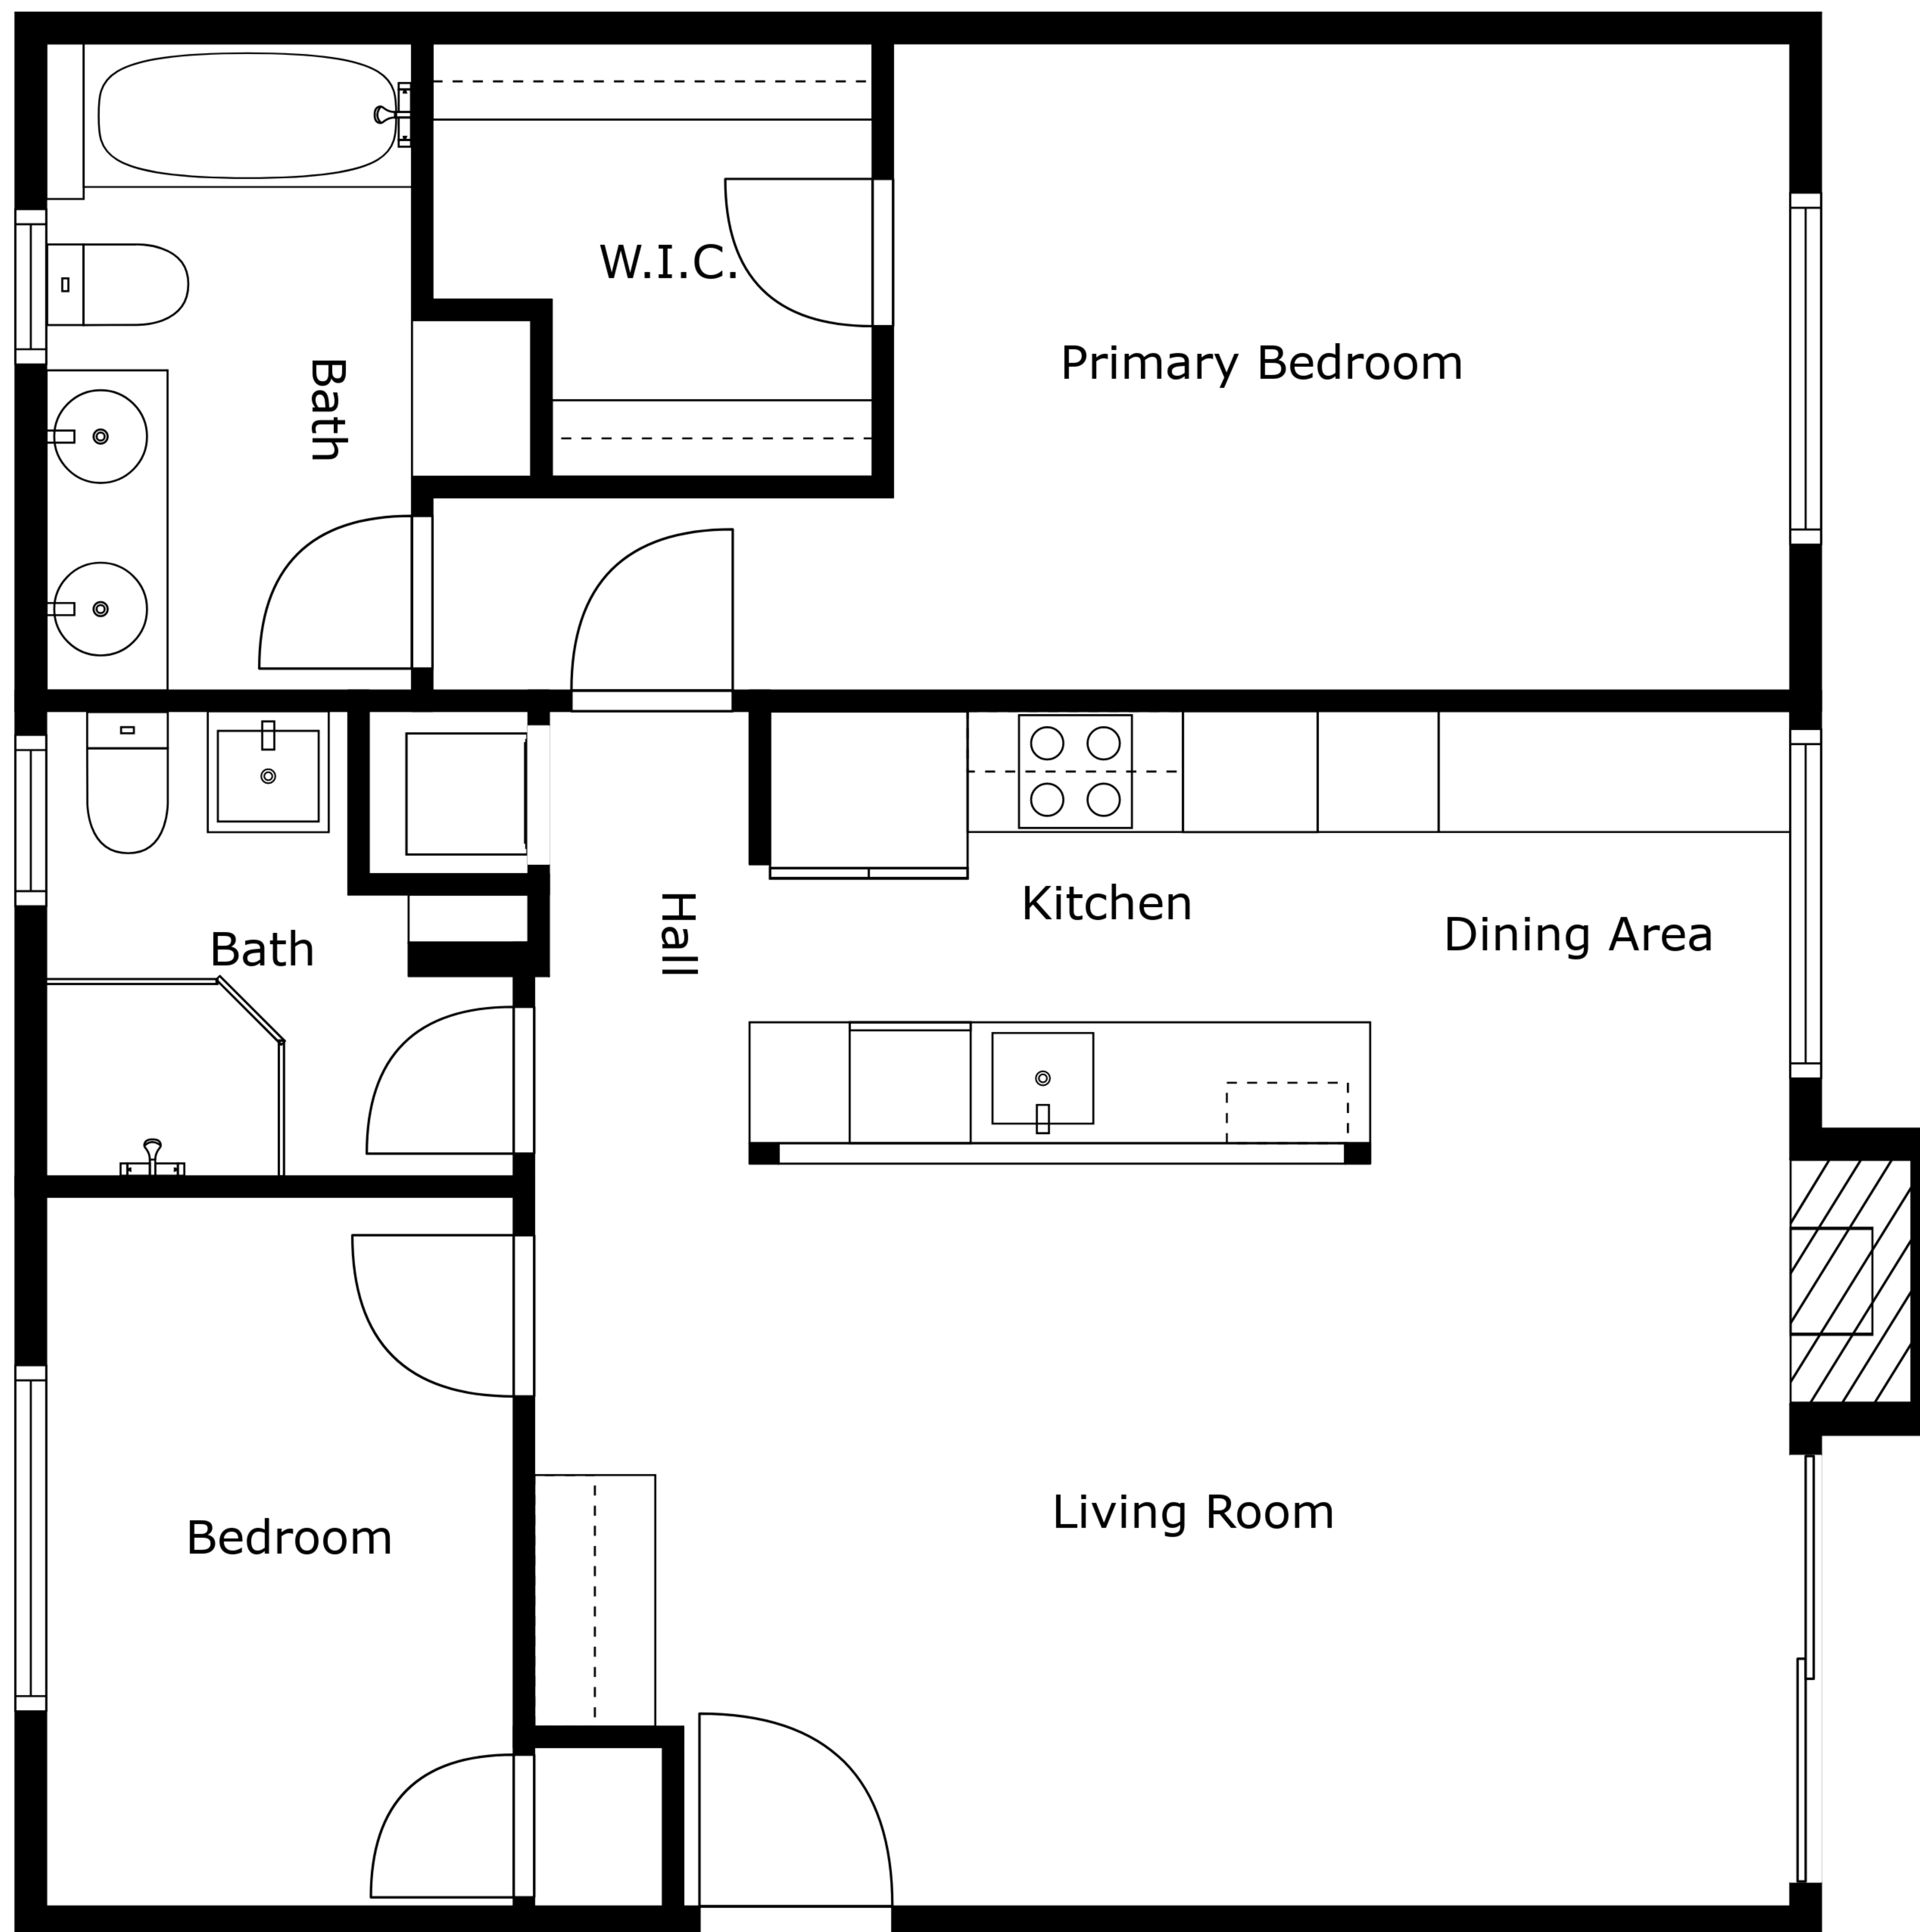 W.I.C.
Primary Bedroom
Bath
Kitchen
Dining Area
Hall
Bath
Living Room
Bedroom